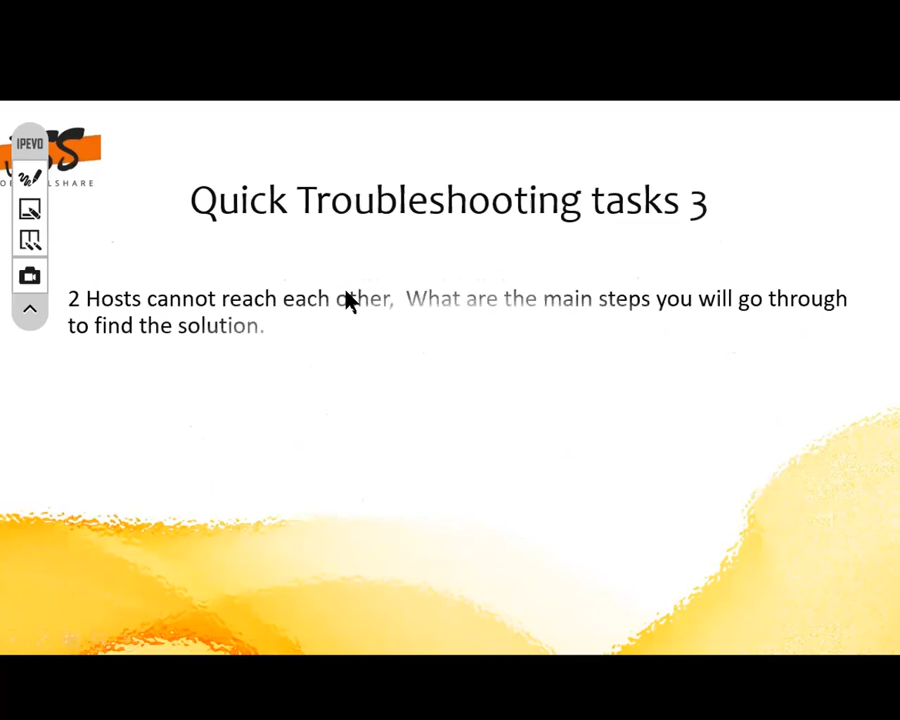 IPEVO
LSHARE
Quick Troubleshooting tasks 3
2 Hosts cannot reach each other, What are the main steps you will go through
to find the solution.